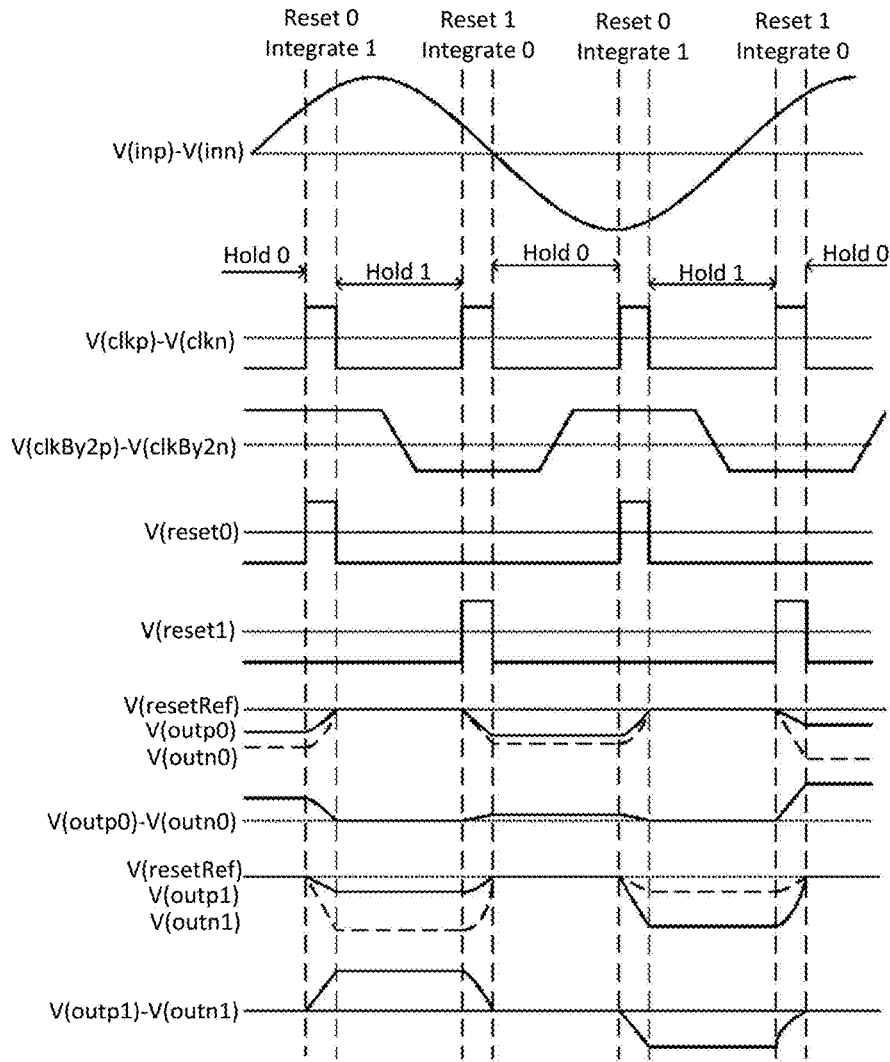 Reset 0 Reset 1 Reset 0 Reset 1
Integrate 1 Integrate 0 Integrate 1 Integrate 0
V(inp)-V(inn)
Hold 0 Hold 1 Hold 0 Hold 1 Hold 0
V(clkp)-V(clkn)
V(clkBy2p)-V(clkBy2n)
V(reset0)
V(reset1)
V(resetRef)
V(outp0)
V(outn0)
V(outp0)-V(outn0)
V(resetRef)
V(outp1)
V(outn1)
V(outp1)-V(outn1)